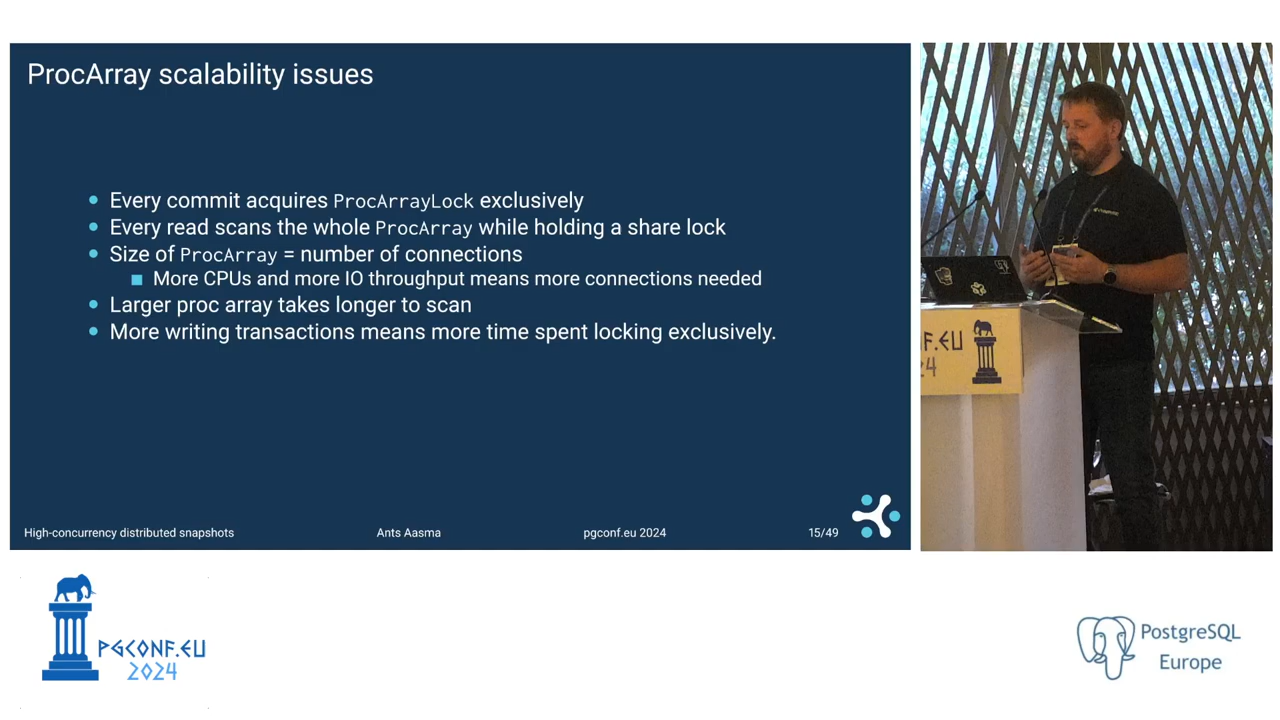 ProcArray scalability issues
Every commit acquires ProcArrayLock exclusively
Every read scans the whole ProcArray while holding a share lock
Size of ProcArray = number of connections
More CPUs and more IO throughput means more connections needed
Larger proc array takes longer to scan
More writing transactions means more time spent locking exclusively.
High-concurrency distributed snapshots
Ants Aasma
pgconf.eu 2024
15/49
NF.EU
24
PGCONF.EU
2024
PostgreSQL
Europe